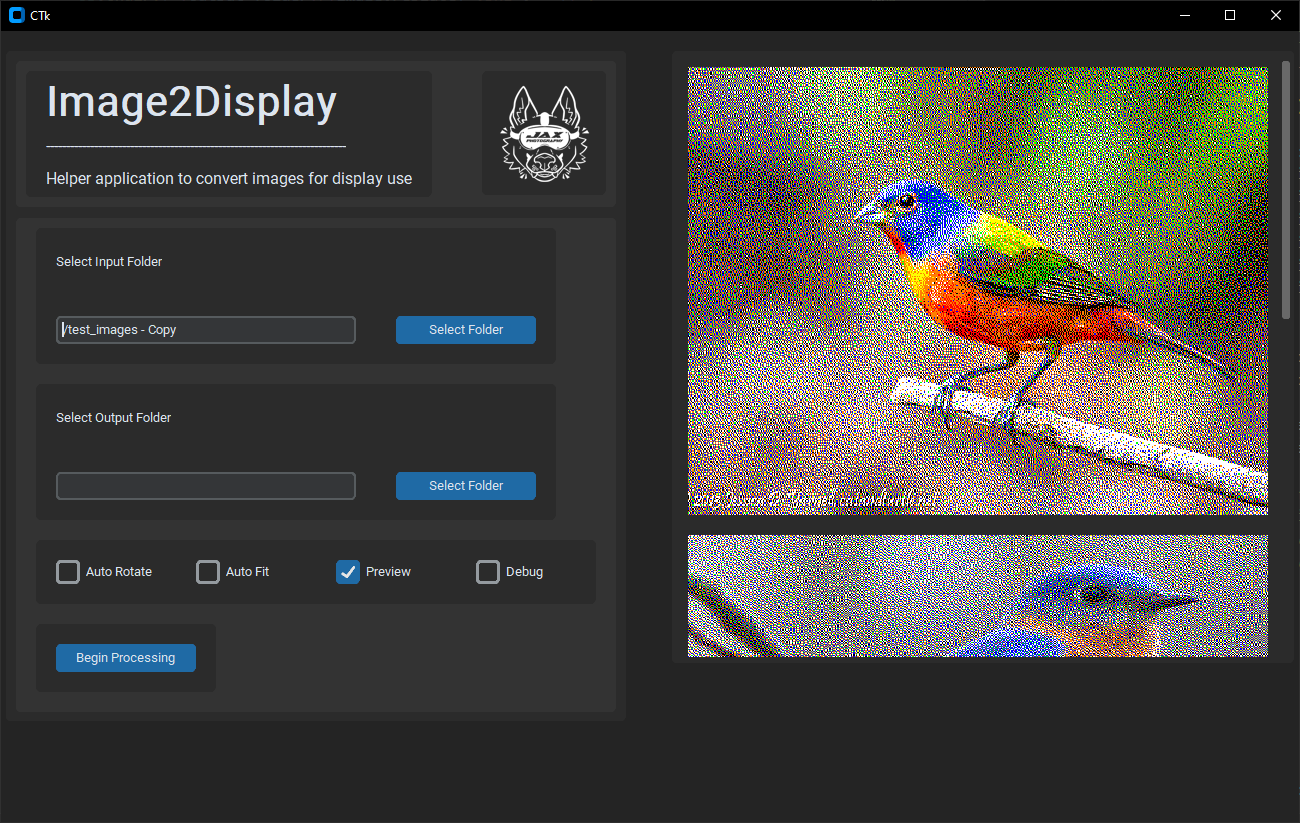 CTk
Image2Display
Helper application to convert images for display use
JAX
PHOTOGRAPHY
Select Input Folder
/test_images - Copy
Select Folder
Select Output Folder
Select Folder
Auto Rotate
Auto Fit
Preview
Debug
Begin Processing